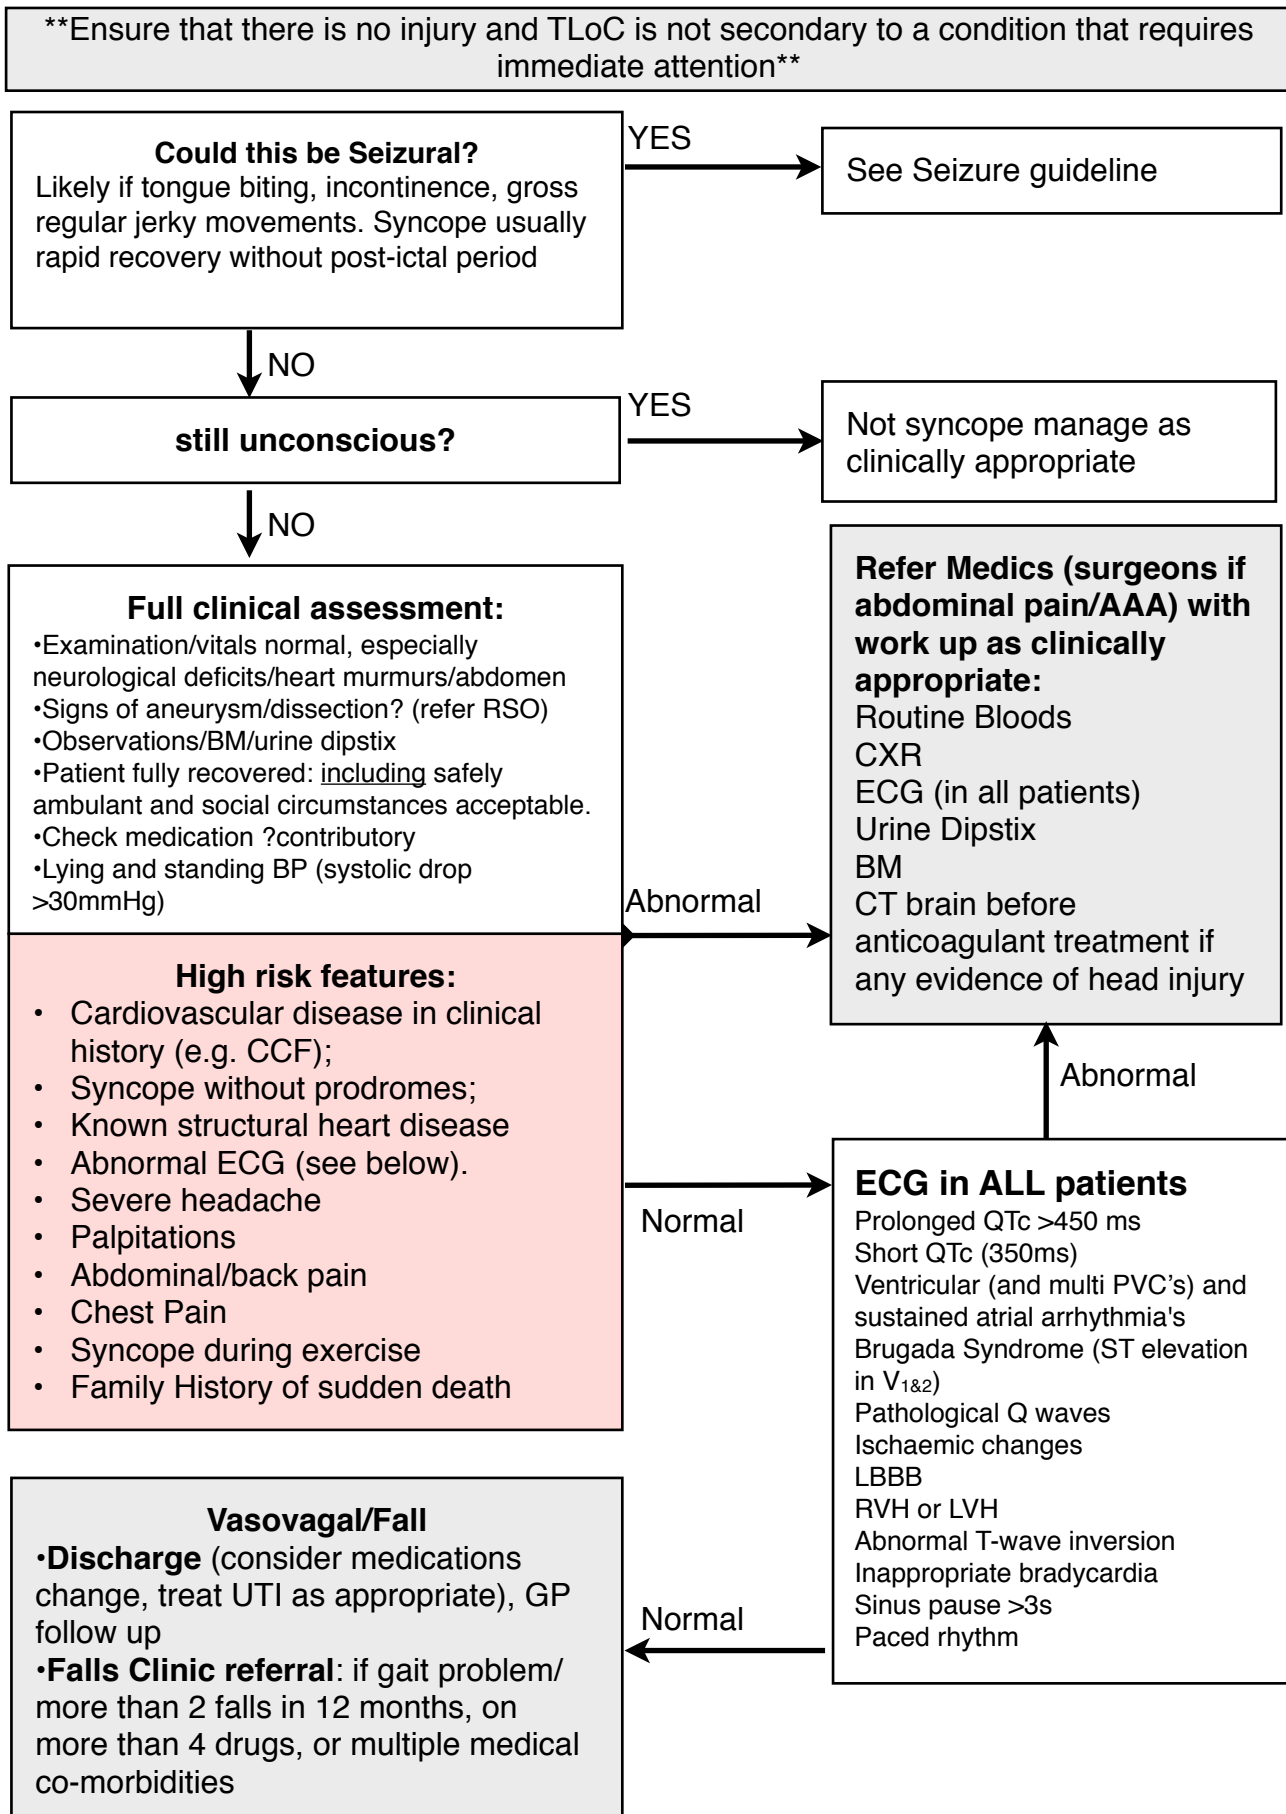 **Ensure that there is no injury and TLoC is not secondary to a condition that requires
immediate attention**
Could this be Seizural?
Likely if tongue biting, incontinence, gross
regular jerky movements. Syncope usually
rapid recovery without post-ictal period
YES
See Seizure guideline
NO
still unconscious?
YES
Not syncope manage as
clinically appropriate
NO
Full clinical assessment:
•Examination/vitals normal, especially
neurological deficits/heart murmurs/abdomen
•Signs of aneurysm/dissection? (refer RSO)
•Observations/BM/urine dipstix
•Patient fully recovered: including safely
ambulant and social circumstances acceptable.
•Check medication ?contributory
•Lying and standing BP (systolic drop
>30mmHg)
Abnormal
Refer Medics (surgeons if
abdominal pain/AAA) with
work up as clinically
appropriate:
Routine Bloods
CXR
ECG (in all patients)
Urine Dipstix
BM
CT brain before
anticoagulant treatment if
any evidence of head injury
High risk features:
• Cardiovascular disease in clinical
history (e.g. CCF);
• Syncope without prodromes;
• Known structural heart disease
• Abnormal ECG (see below).
• Severe headache
• Palpitations
• Abdominal/back pain
• Chest Pain
• Syncope during exercise
• Family History of sudden death
Normal
Abnormal
ECG in ALL patients
Prolonged QTc >450 ms
Short QTc (350ms)
Ventricular (and multi PVC's) and
sustained atrial arrhythmia's
Brugada Syndrome (ST elevation
in V1&2)
Pathological Q waves
Ischaemic changes
LBBB
RVH or LVH
Abnormal T-wave inversion
Inappropriate bradycardia
Sinus pause >3s
Paced rhythm
Normal
Vasovagal/Fall
•Discharge (consider medications
change, treat UTI as appropriate), GP
follow up
•Falls Clinic referral: if gait problem/
more than 2 falls in 12 months, on
more than 4 drugs, or multiple medical
co-morbidities